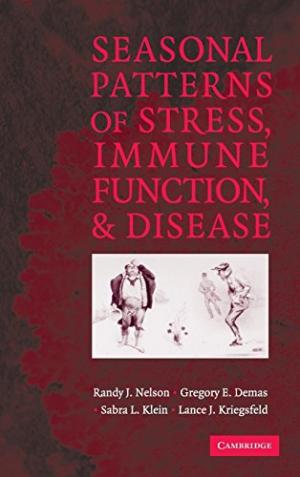 SEASONAL
PATTERNS
OF STRESS,
IMMUNE
FUNCTION,
& DISEASE
Randy J. Nelson · Gregory E. Demas
· Sabra L. Klein · Lance J. Kriegsfeld
CAMBRIDGE